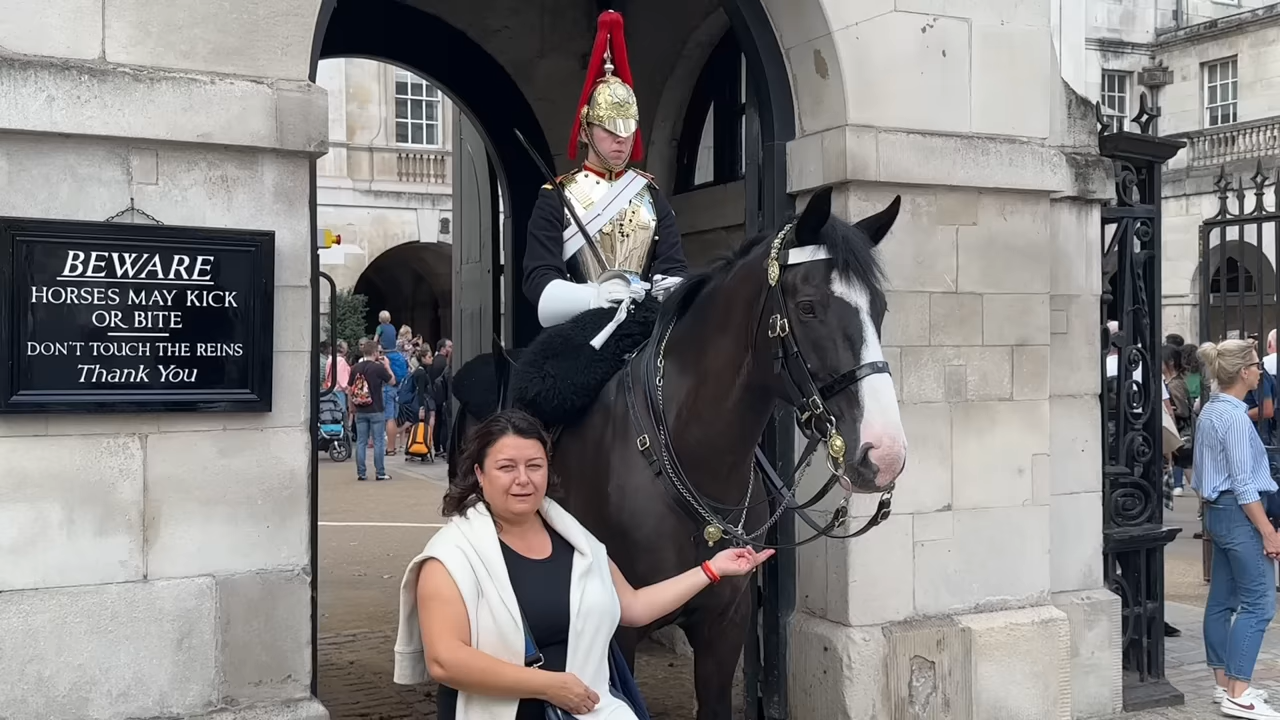 BEWARE
HORSES MAY KICK
OR BITE
DON'T TOUCH THE REINS
Thank You